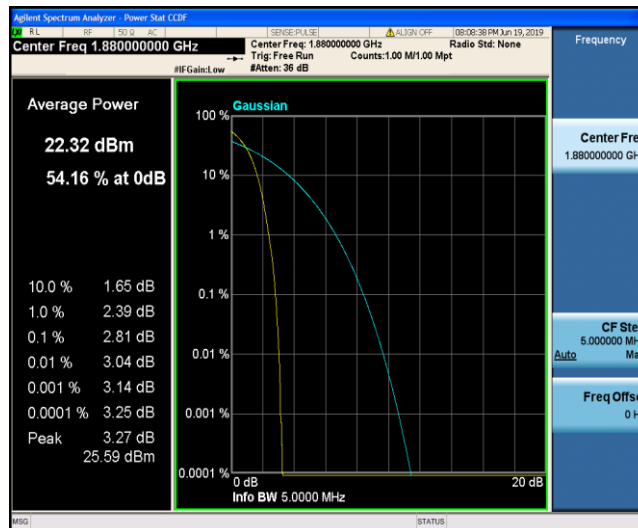 Agilent Spectrum Analyzer - Power Stat CCDF
RL RF 50 Ω AC SENSE:PULSE ALIGN OFF 08:08:38 PM Jun 19, 2019
Center Freq 1.880000000 GHz
Center Freq: 1.880000000 GHz Radio Std: None
Trig: Free Run Counts:1.00 M/1.00 Mpt
#IFGain:Low #Atten: 36 dB
Frequency
Average Power
22.32 dBm
54.16 % at 0dB
10.0 % 1.65 dB
1.0 % 2.39 dB
0.1 % 2.81 dB
0.01 % 3.04 dB
0.001 % 3.14 dB
0.0001 % 3.25 dB
Peak 3.27 dB
25.59 dBm
Gaussian
100 %
10 %
1 %
0.1 %
0.01 %
0.001 %
0.0001 %
0 dB 20 dB
Info BW 5.0000 MHz
Center Fre
1.880000000 GH
CF Ste
5.000000 MH
Auto Ma
Freq Offse
0 H
MSG STATUS